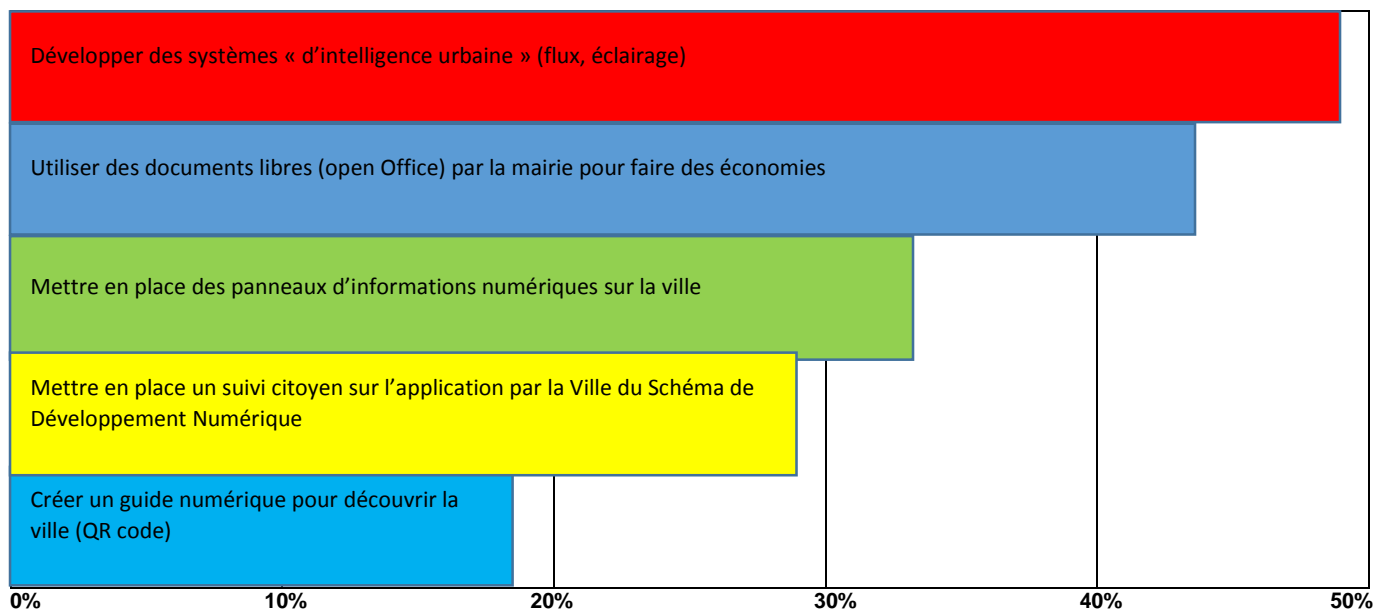 Développer des systèmes « d’intelligence urbaine » (flux, éclairage)
Utiliser des documents libres (open Office) par la mairie pour faire des économies
Mettre en place des panneaux d’informations numériques sur la ville
Mettre en place un suivi citoyen sur l’application par la Ville du Schéma de
Développement Numérique
Créer un guide numérique pour découvrir la
ville (QR code)
0% 10% 20% 30% 40% 50%